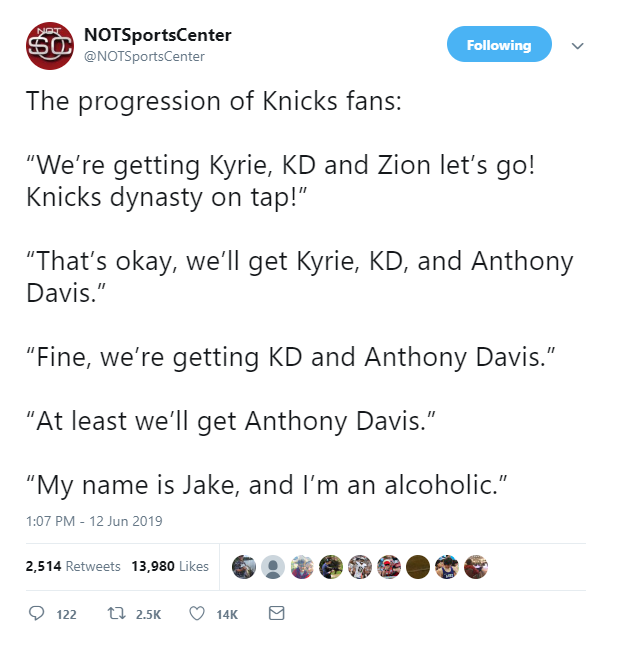 NOT
SC
NOTSportsCenter
@NOTSportsCenter
Following
The progression of Knicks fans:
“We’re getting Kyrie, KD and Zion let’s go!
Knicks dynasty on tap!”
“That’s okay, we’ll get Kyrie, KD, and Anthony
Davis.”
“Fine, we’re getting KD and Anthony Davis.”
“At least we’ll get Anthony Davis.”
“My name is Jake, and I’m an alcoholic.”
1:07 PM - 12 Jun 2019
2,514 Retweets 13,980 Likes
122 2.5K 14K